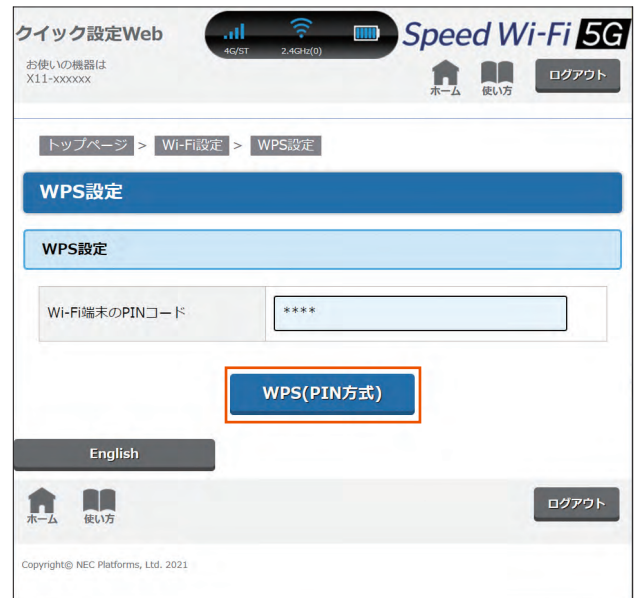 クイック設定Web
4G/5T 2.4GHz(0)
Speed Wi-Fi 5G
お使いの機器は
X11-xxxxxx
ホーム 使い方 ログアウト
トップページ > Wi-Fi設定 > WPS設定
WPS設定
WPS設定
Wi-Fi端末のPINコード ****
WPS(PIN方式)
English
ホーム 使い方 ログアウト
Copyright© NEC Platforms, Ltd. 2021